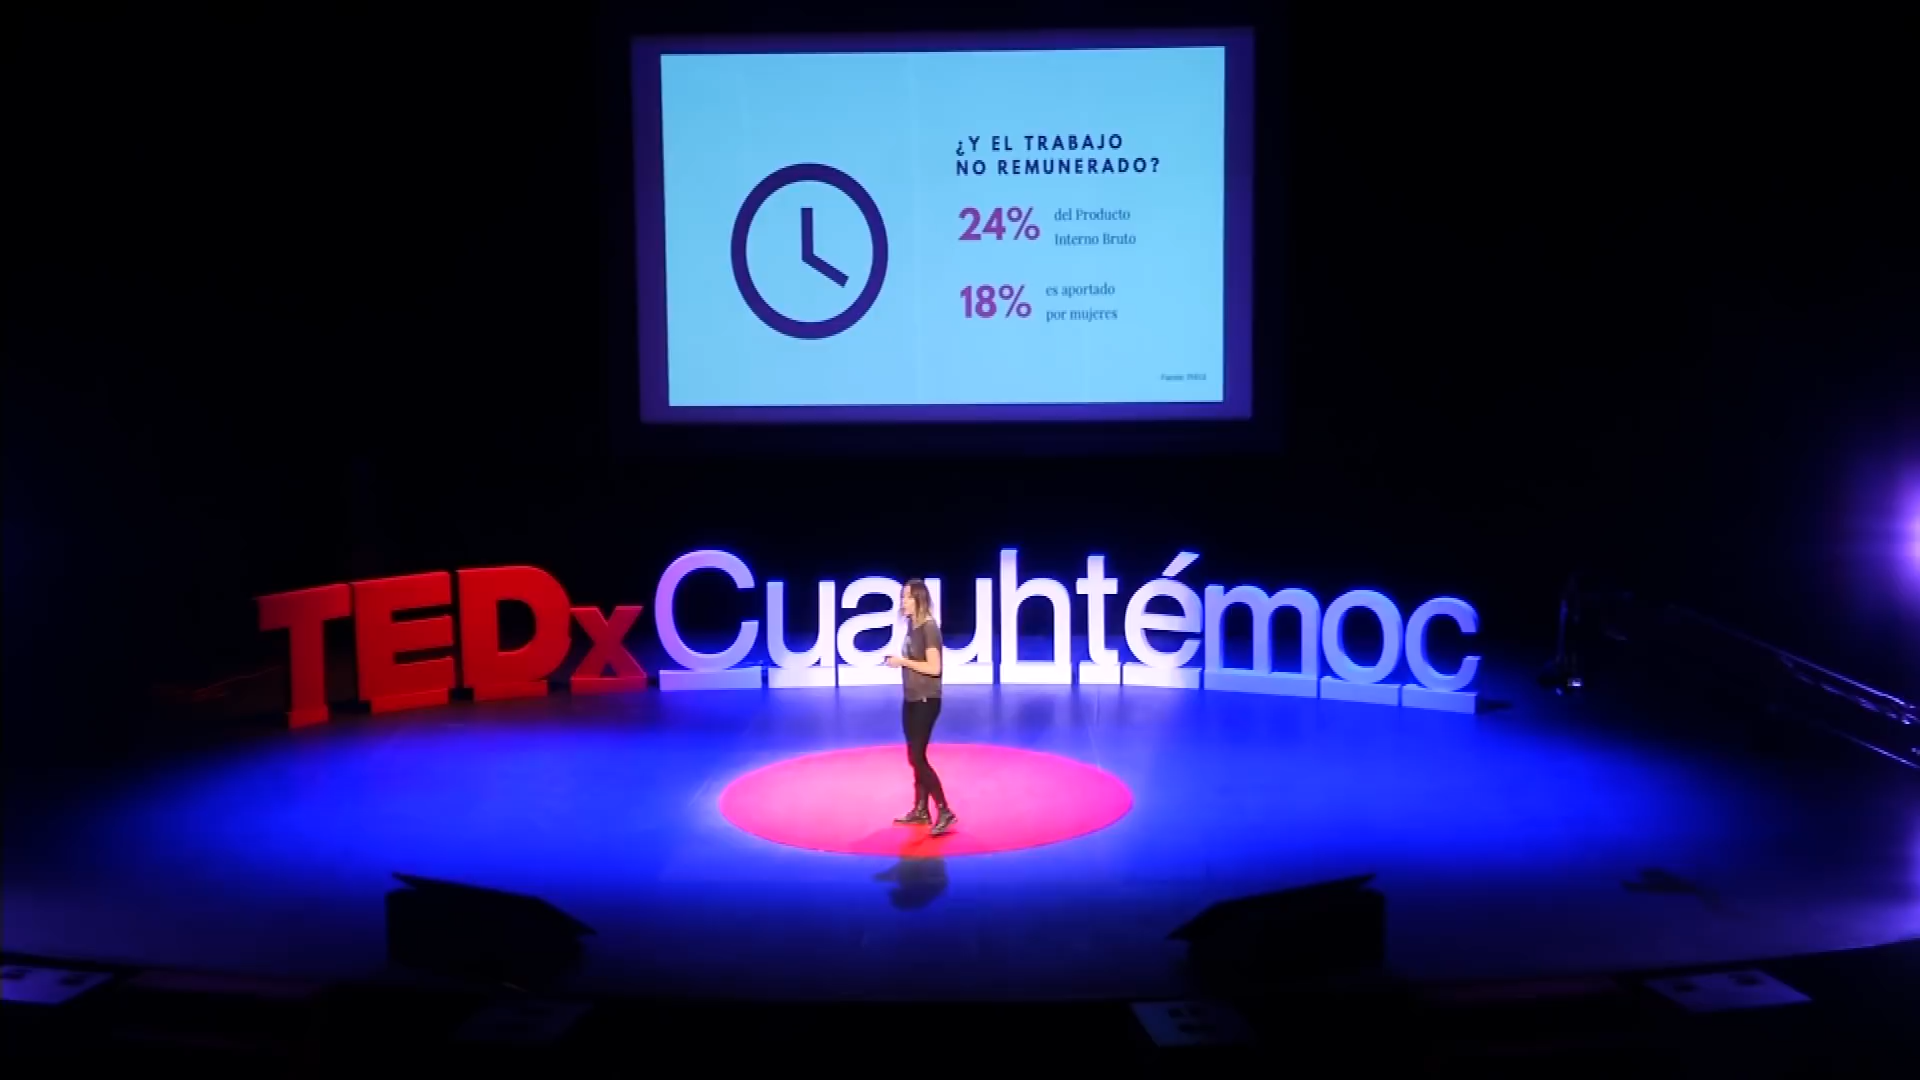 ¿Y EL TRABAJO
NO REMUNERADO?
24% del Producto
Interno Bruto
18% es aportado
por mujeres
TEDxCuauhtémoc